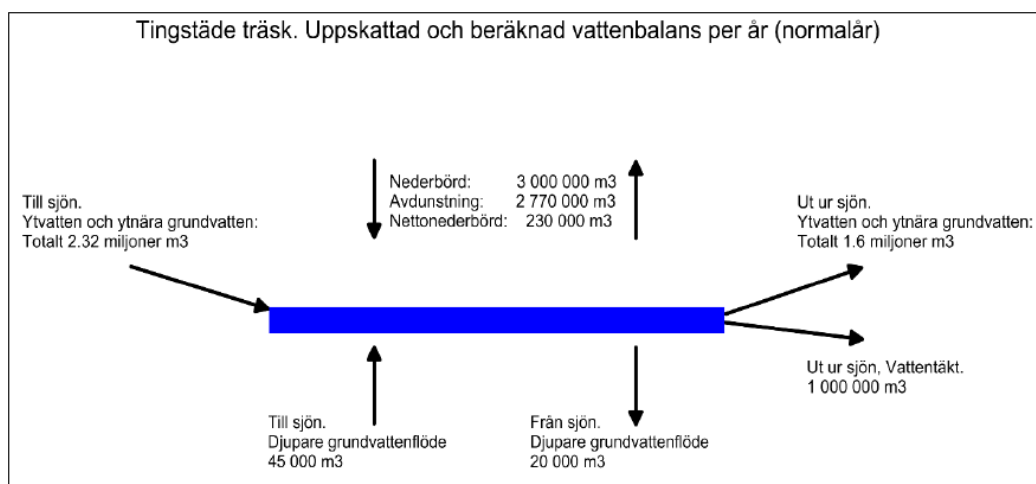 Tingstäde träsk. Uppskattad och beräknad vattenbalans per år (normalår)
Nederbörd: 3 000 000 m3
Avdunstning: 2 770 000 m3
Nettonederbörd: 230 000 m3
Till sjön.
Ytvatten och ytnära grundvatten:
Totalt 2.32 miljoner m3
Ut ur sjön.
Ytvatten och ytnära grundvatten:
Totalt 1.6 miljoner m3
Ut ur sjön, Vattentäkt.
1 000 000 m3
Till sjön.
Djupare grundvattenflöde
45 000 m3
Från sjön.
Djupare grundvattenflöde
20 000 m3